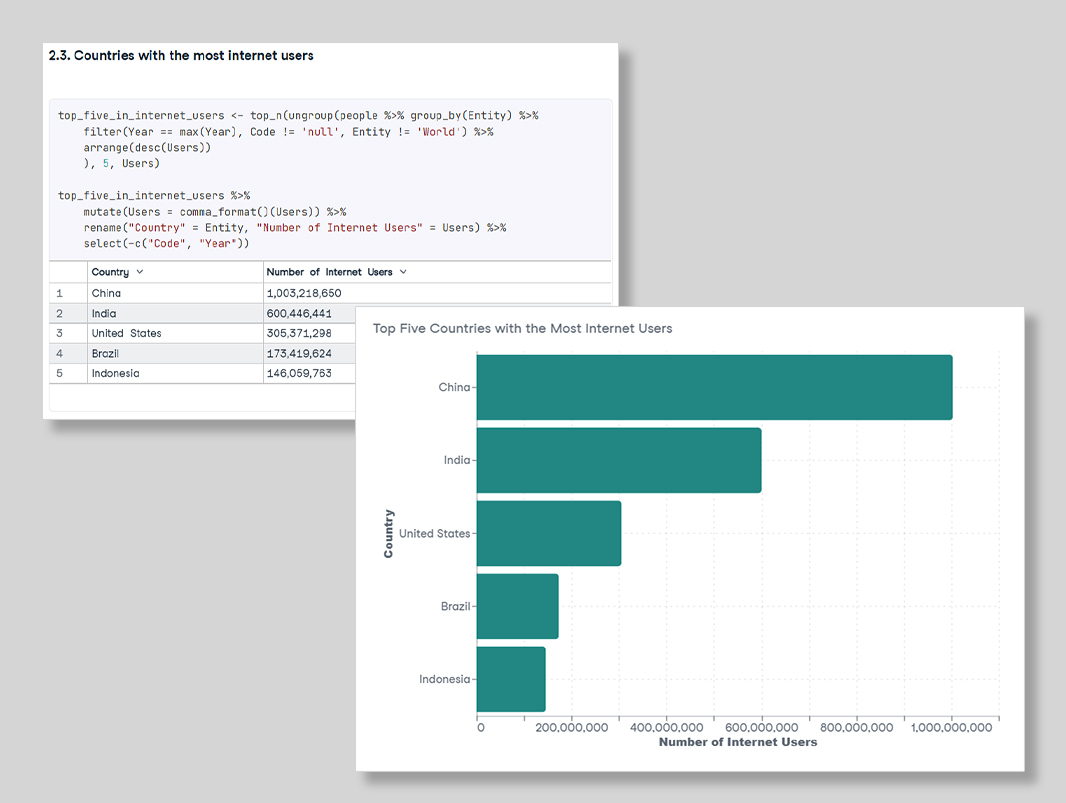 2.3. Countries with the most internet users
top_five_in_internet_users <- top_n(ungroup(people %>% group_by(Entity) %>%
filter(Year == max(Year), Code != 'null', Entity != 'World') %>%
arrange(desc(Users))
), 5, Users)
top_five_in_internet_users %>%
mutate(Users = comma_format()(Users)) %>%
rename("Country" = Entity, "Number of Internet Users" = Users) %>%
select(-c("Code", "Year"))
Country Number of Internet Users
1 China 1,003,218,650
2 India 600,446,441
3 United States 305,371,298
4 Brazil 173,419,624
5 Indonesia 146,059,763
Top Five Countries with the Most Internet Users
Country
China
India
United States
Brazil
Indonesia
0 200,000,000 400,000,000 600,000,000 800,000,000 1,000,000,000
Number of Internet Users